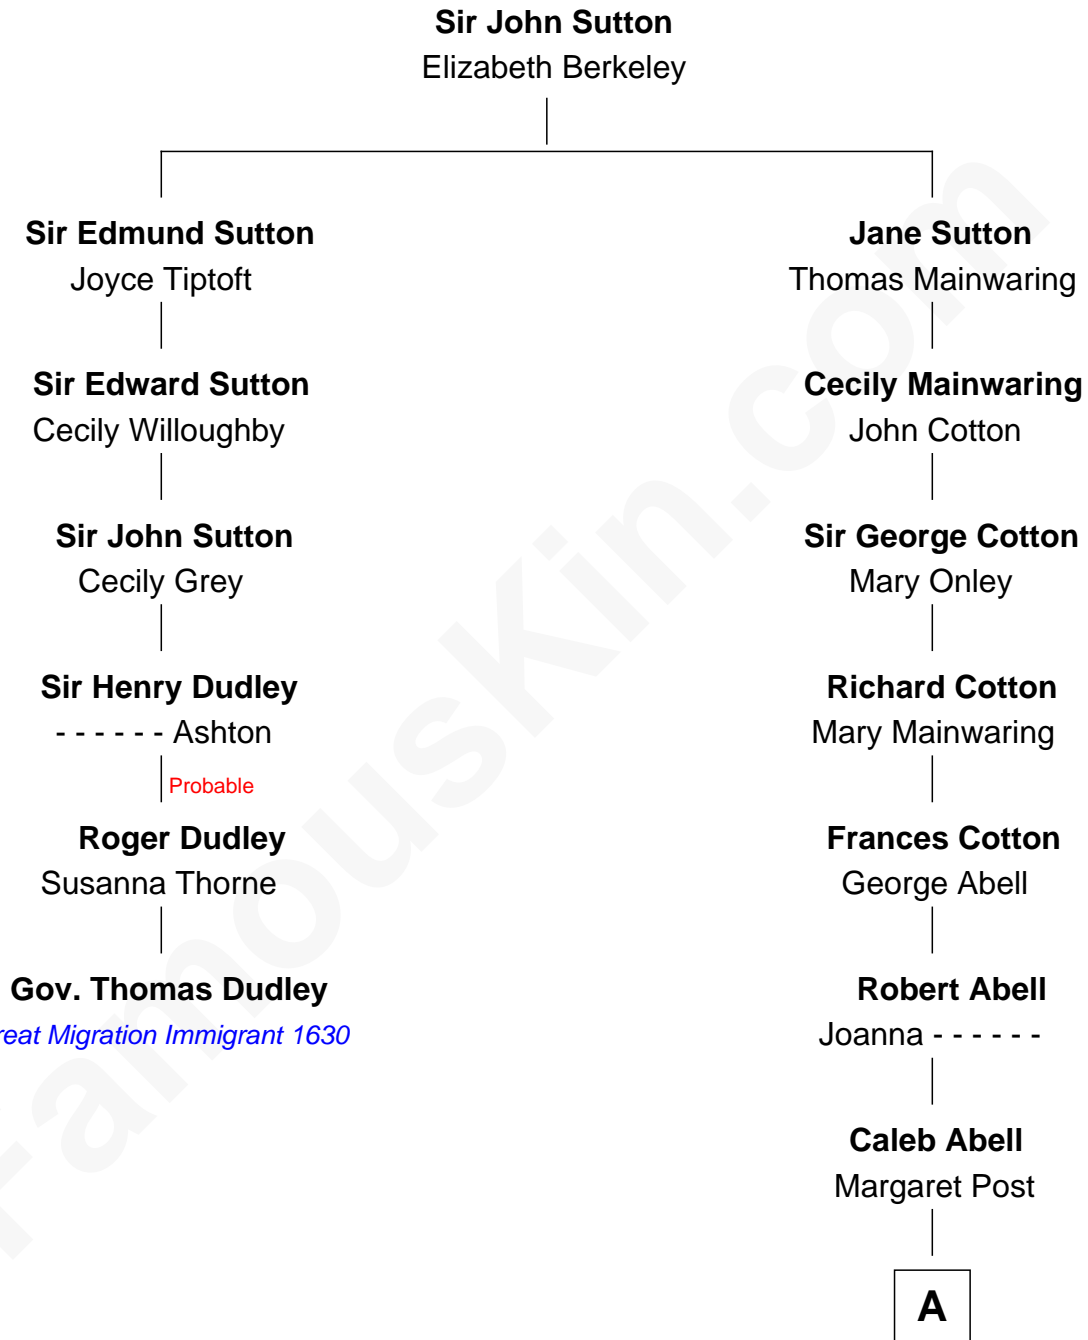 Sir John Sutton
Elizabeth Berkeley
Sir Edmund Sutton
Joyce Tiptoft
Jane Sutton
Thomas Mainwaring
Sir Edward Sutton
Cecily Willoughby
Cecily Mainwaring
John Cotton
Sir John Sutton
Cecily Grey
Sir George Cotton
Mary Onley
Sir Henry Dudley
- - - - - - Ashton
Probable
Richard Cotton
Mary Mainwaring
Roger Dudley
Susanna Thorne
Frances Cotton
George Abell
Gov. Thomas Dudley
reat Migration Immigrant 1630
Robert Abell
Joanna - - - - - -
Caleb Abell
Margaret Post
A
FamousKin.com